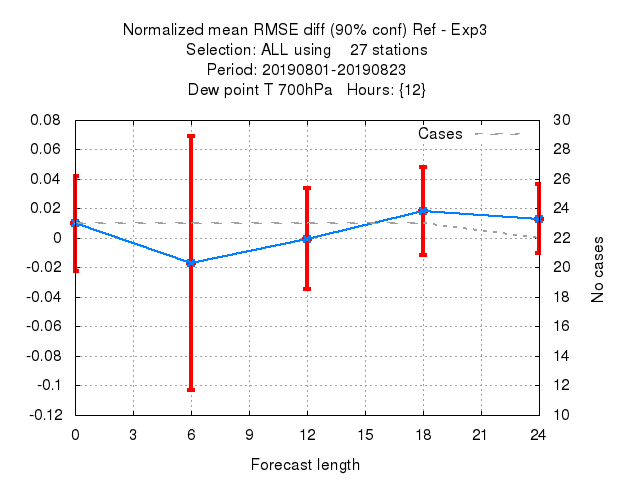 Normalized mean RMSE diff (90% conf) Ref - Exp3
Selection: ALL using 27 stations
Period: 20190801-20190823
Dew point T 700hPa Hours: {12}
Cases
0.08
0.06
0.04
0.02
0
-0.02
-0.04
-0.06
-0.08
-0.1
-0.12
30
28
26
24
22
20
18
16
14
12
10
No cases
0 3 6 9 12 15 18 21 24
Forecast length